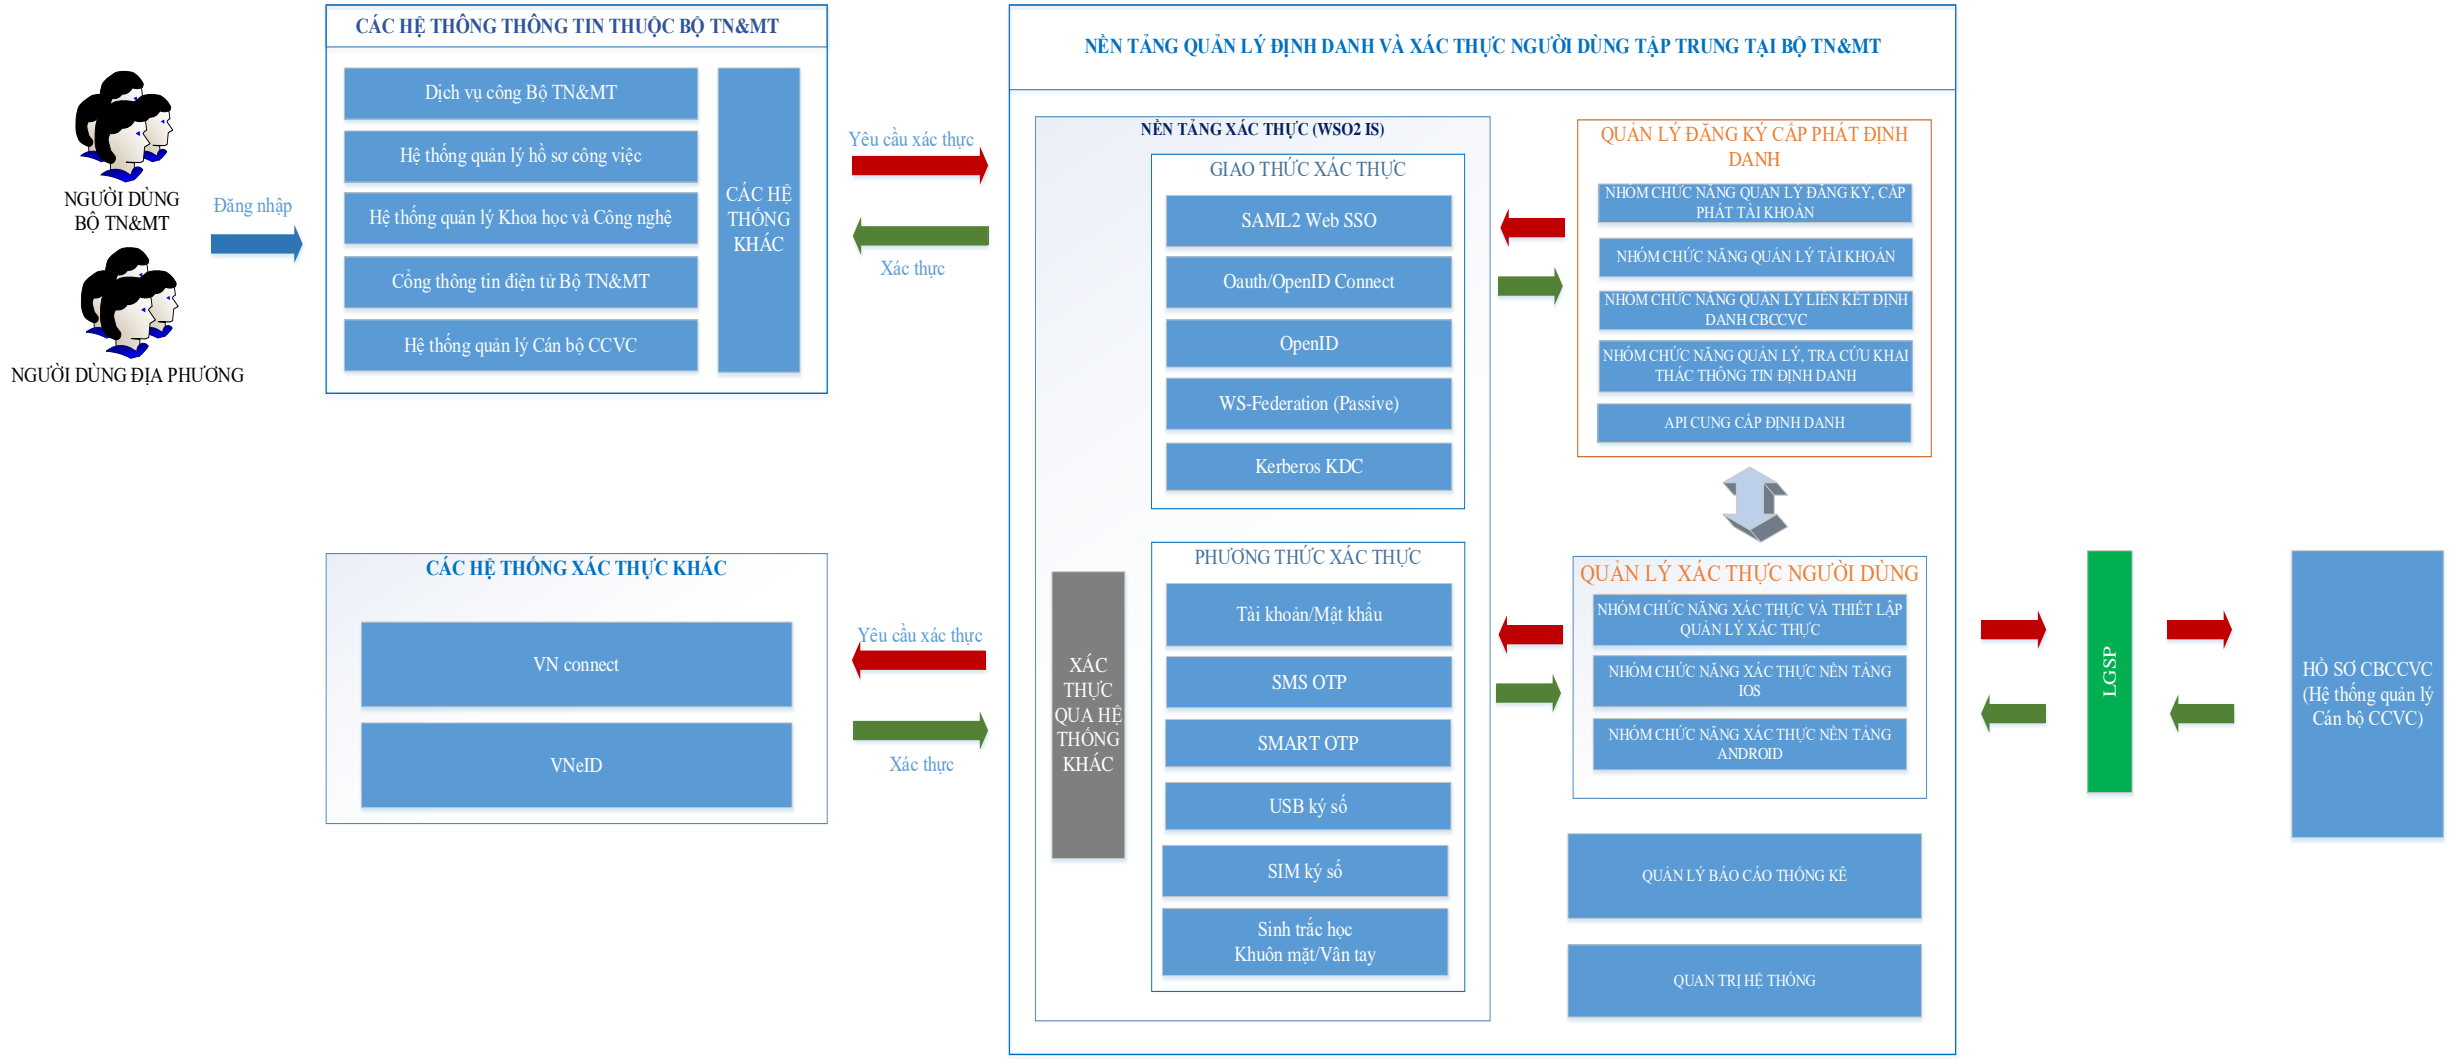 NGƯỜI DÙNG
BỘ TN&MT
NGƯỜI DÙNG ĐỊA PHƯƠNG
Đăng nhập
CÁC HỆ THỐNG THÔNG TIN THUỘC BỘ TN&MT
Dịch vụ công Bộ TN&MT
Hệ thống quản lý hồ sơ công việc
Hệ thống quản lý Khoa học và Công nghệ
Cổng thông tin điện tử Bộ TN&MT
Hệ thống quản lý Cán bộ CCVC
CÁC HỆ
THỐNG
KHÁC
Yêu cầu xác thực
Xác thực
CÁC HỆ THỐNG XÁC THỰC KHÁC
VN connect
VNeID
Yêu cầu xác thực
Xác thực
NỀN TẢNG QUẢN LÝ ĐỊNH DANH VÀ XÁC THỰC NGƯỜI DÙNG TẬP TRUNG TẠI BỘ TN&MT
NỀN TẢNG XÁC THỰC (WSO2 IS)
GIAO THỨC XÁC THỰC
SAML2 Web SSO
Oauth/OpenID Connect
OpenID
WS-Federation (Passive)
Kerberos KDC
XÁC
THỰC
QUA HỆ
THỐNG
KHÁC
PHƯƠNG THỨC XÁC THỰC
Tài khoản/Mật khẩu
SMS OTP
SMART OTP
USB ký số
SIM ký số
Sinh trắc học
Khuôn mặt/Vân tay
QUẢN LÝ ĐĂNG KÝ CẤP PHÁT ĐỊNH
DANH
NHÓM CHỨC NĂNG QUẢN LÝ ĐĂNG KÝ, CẤP
PHÁT TÀI KHOẢN
NHÓM CHỨC NĂNG QUẢN LÝ TÀI KHOẢN
NHÓM CHỨC NĂNG QUẢN LÝ LIÊN KẾT ĐỊNH
DANH CBCCVC
NHÓM CHỨC NĂNG QUẢN LÝ, TRA CỨU KHAI
THÁC THÔNG TIN ĐỊNH DANH
API CUNG CẤP ĐỊNH DANH
QUẢN LÝ XÁC THỰC NGƯỜI DÙNG
NHÓM CHỨC NĂNG XÁC THỰC VÀ THIẾT LẬP
QUẢN LÝ XÁC THỰC
NHÓM CHỨC NĂNG XÁC THỰC NỀN TẢNG
IOS
NHÓM CHỨC NĂNG XÁC THỰC NỀN TẢNG
ANDROID
QUẢN LÝ BÁO CÁO THỐNG KÊ
QUẢN TRỊ HỆ THỐNG
LGSP
HỒ SƠ CBCCVC
(Hệ thống quản lý
Cán bộ CCVC)